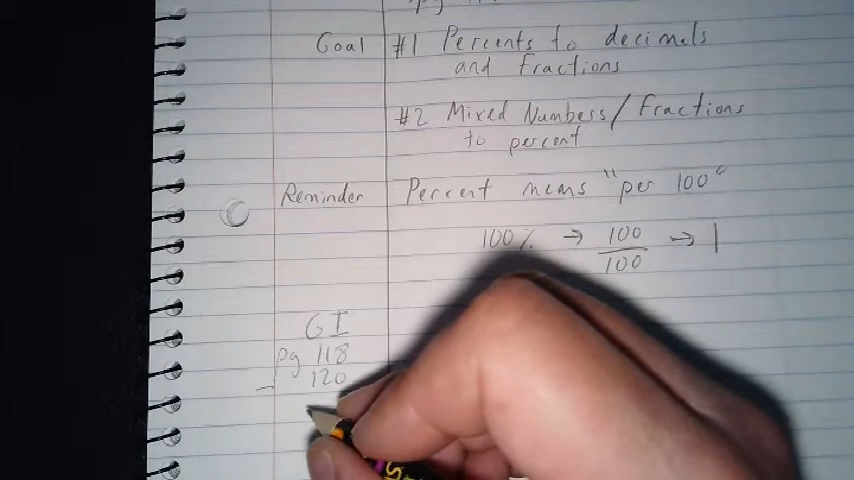 pg
Goal #1 Percents to decimals
and Fractions
#2 Mixed Numbers/Fractions
to percent
Reminder Percent means "per 100"
100% → 100/100 → 1
GI
pg 118
120